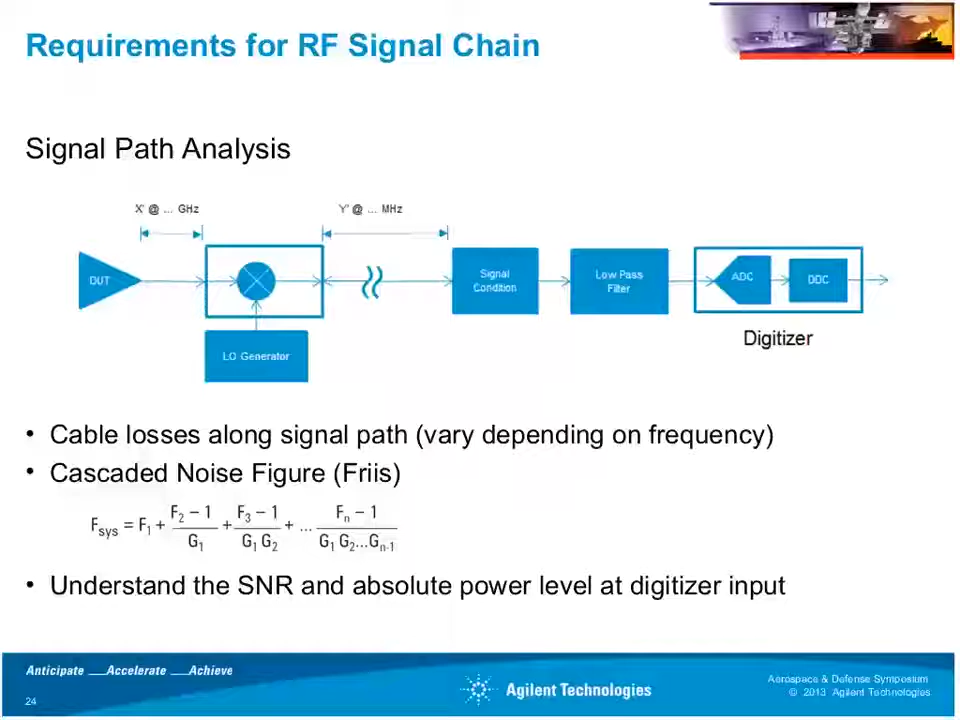 Requirements for RF Signal Chain
Signal Path Analysis
X' @ ... GHz
Y' @ ... MHz
DUT
Signal
Condition
Low Pass
Filter
ADC
DDC
Digitizer
LO Generator
• Cable losses along signal path (vary depending on frequency)
• Cascaded Noise Figure (Friis)
F_sys = F_1 + (F_2 – 1)/(G_1) + (F_3 – 1)/(G_1 G_2) + ... (F_n – 1)/(G_1 G_2...G_n-1)
• Understand the SNR and absolute power level at digitizer input
Anticipate ___Accelerate ___Achieve
24
Agilent Technologies
Aerospace & Defense Symposium
© 2013 Agilent Technologies